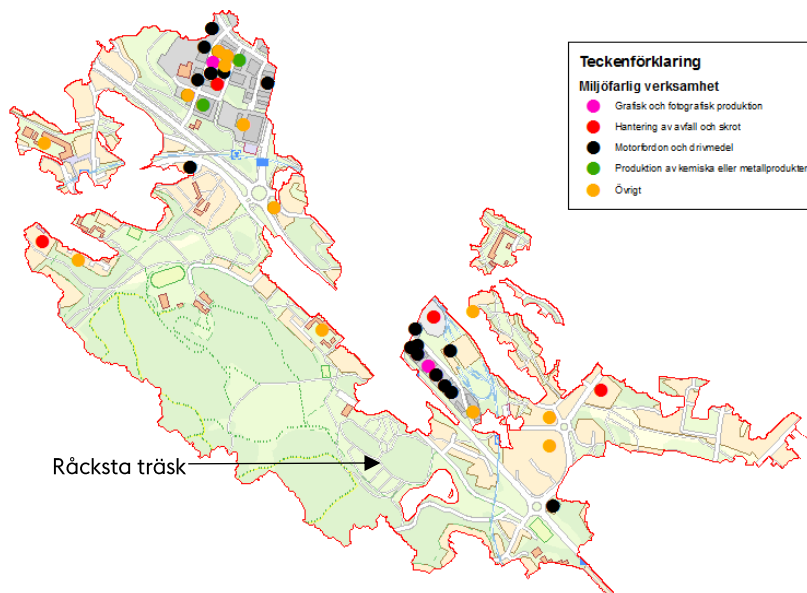 Teckenförklaring
Miljöfarlig verksamhet
Grafisk och fotografisk produktion
Hantering av avfall och skrot
Motorfordon och drivmedel
Produktion av kemiska eller metallprodukter
Övrigt
Råcksta träsk